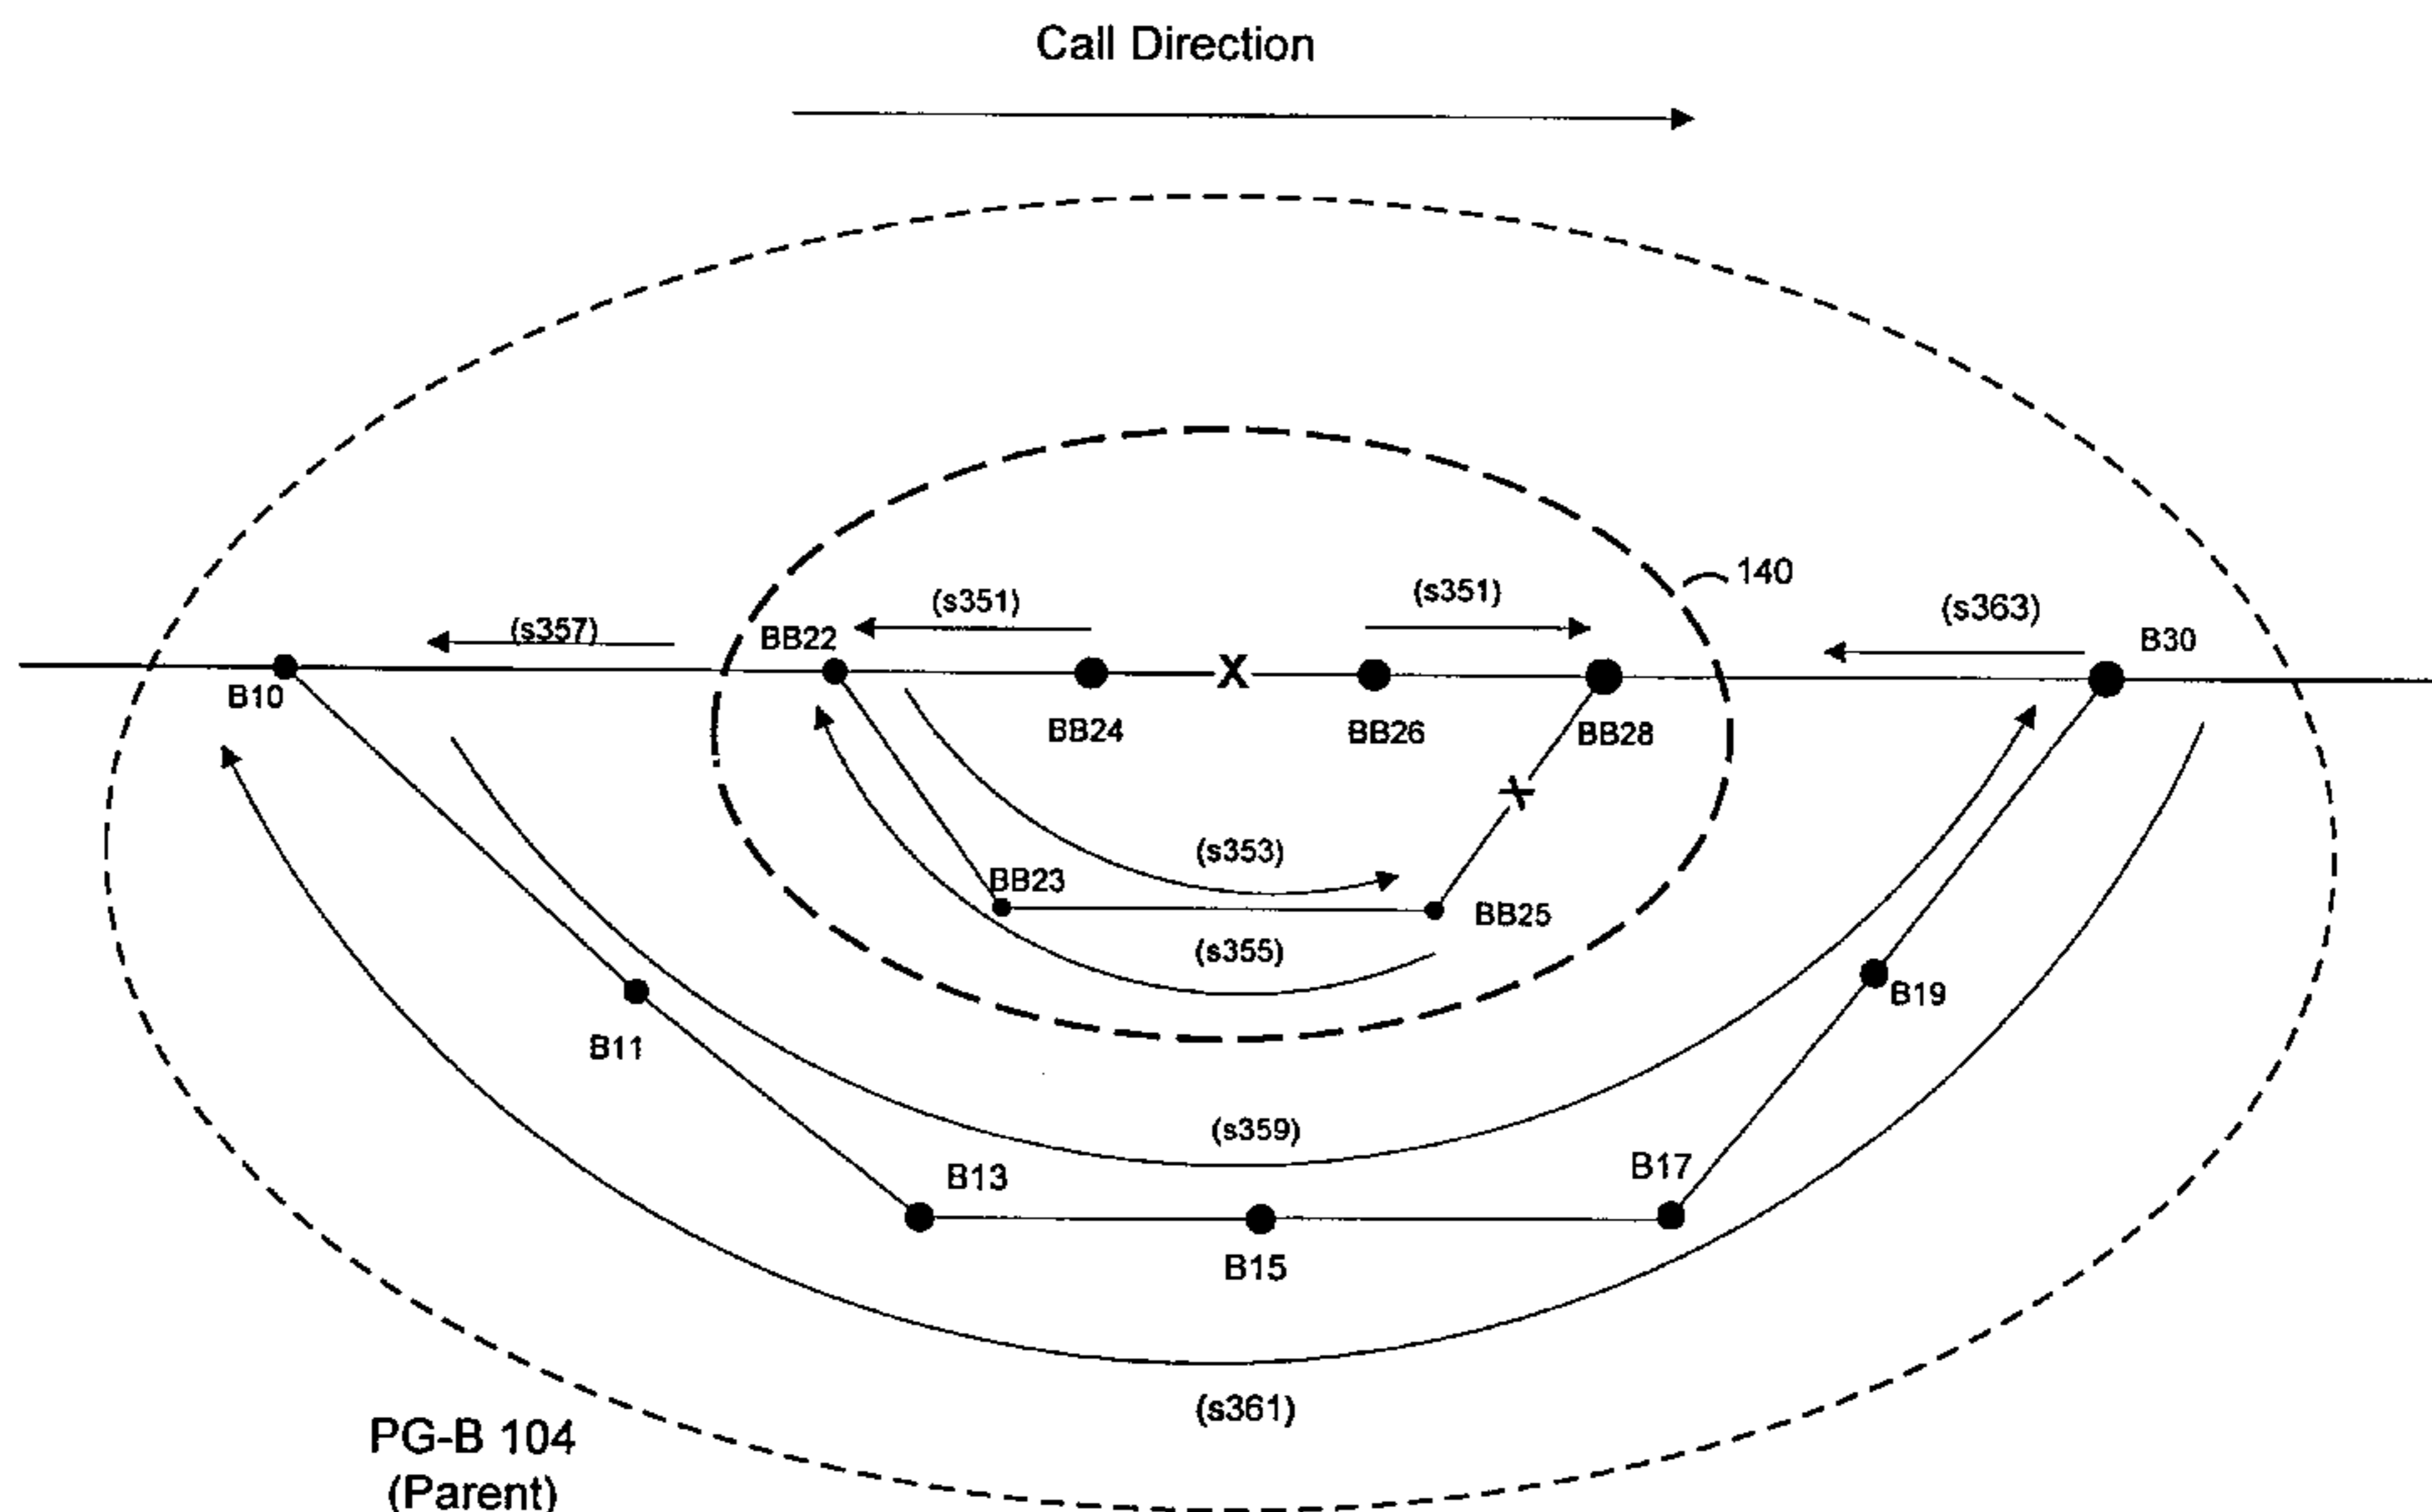 Call Direction
140
(s351)
(s351)
(s363)
(s357)
BB22
B30
B10
BB24
BB26
BB28
(s353)
BB23
BB25
(s355)
B19
B11
(s359)
B13
B17
B15
(s361)
PG-B 104
(Parent)
X
X